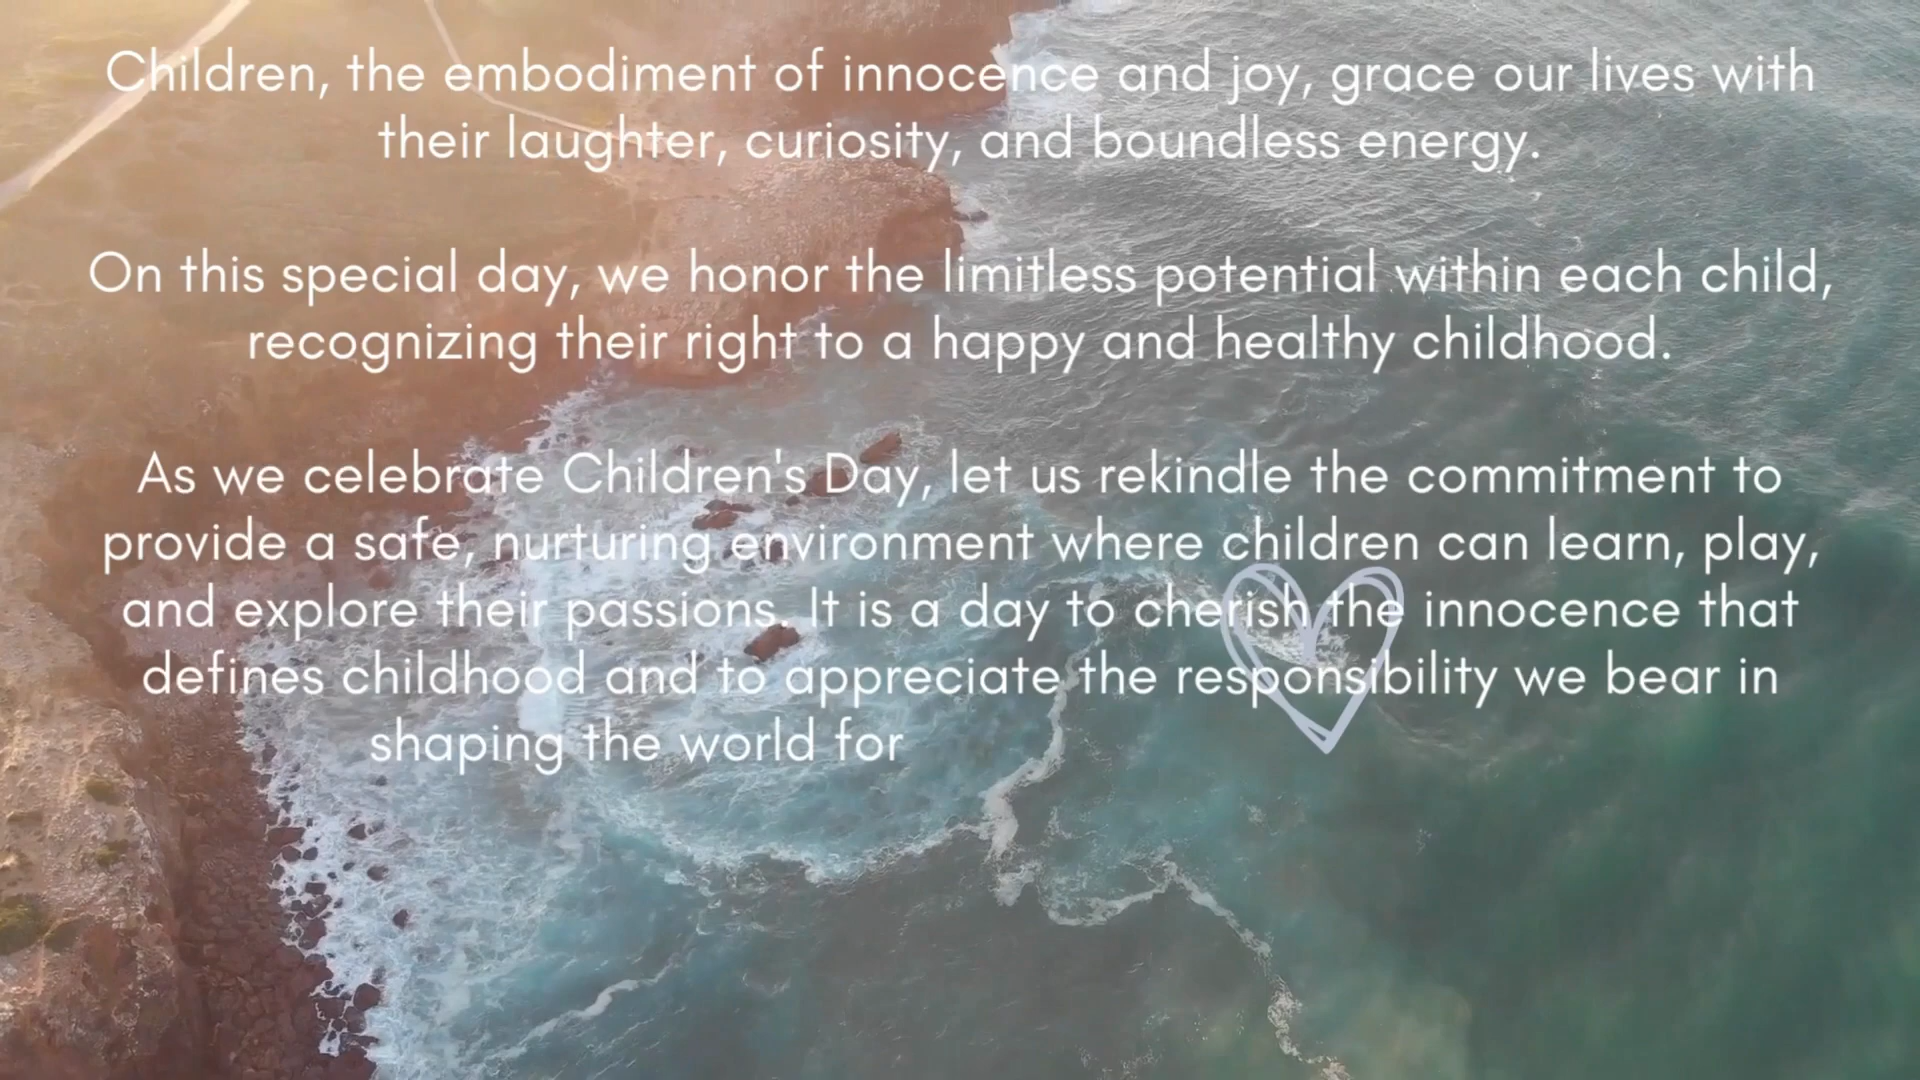 Children, the embodiment of innocence and joy, grace our lives with
their laughter, curiosity, and boundless energy.
On this special day, we honor the limitless potential within each child,
recognizing their right to a happy and healthy childhood.
As we celebrate Children's Day, let us rekindle the commitment to
provide a safe, nurturing environment where children can learn, play,
and explore their passions. It is a day to cherish the innocence that
defines childhood and to appreciate the responsibility we bear in
shaping the world for